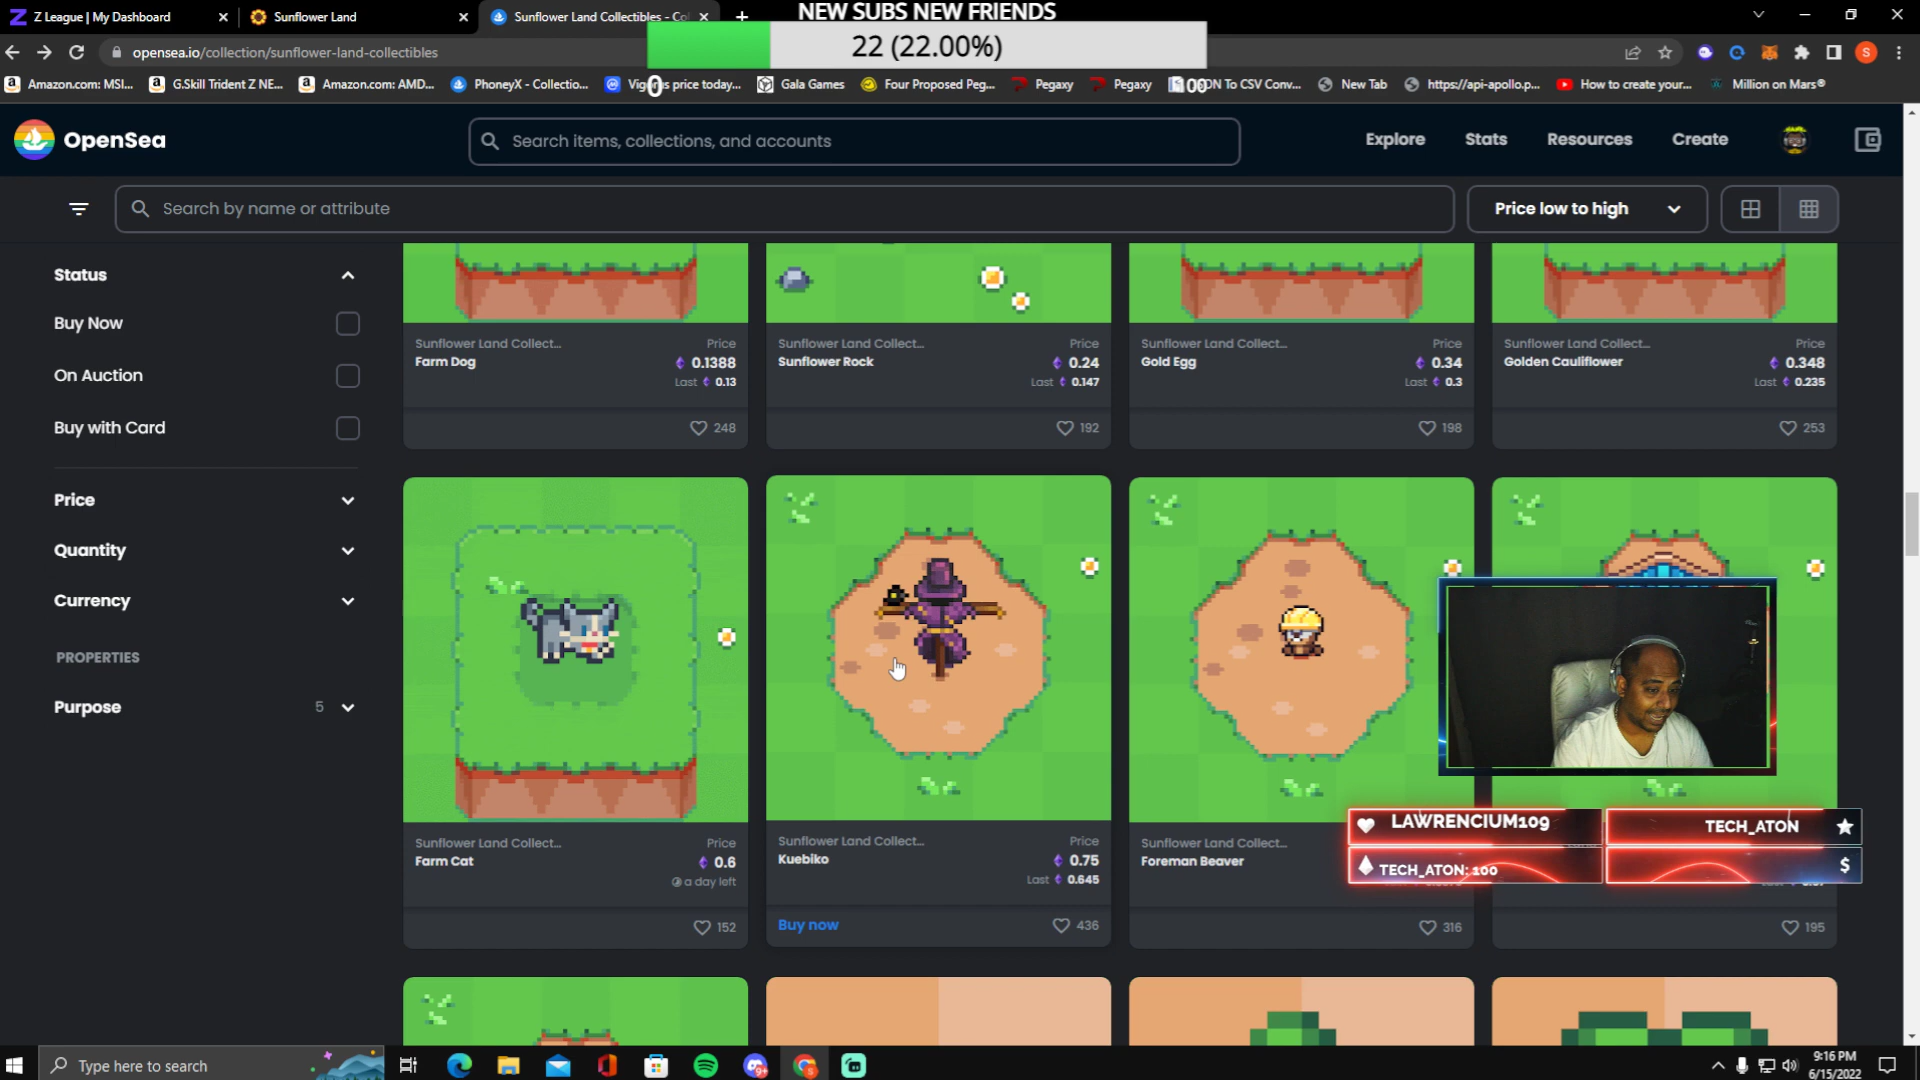 Z League | My Dashboard
Sunflower Land
Sunflower Land Collectibles - Co
NEW SUBS NEW FRIENDS
22 (22.00%)
opensea.io/collection/sunflower-land-collectibles
S
Amazon.com: MSI...
G.Skill Trident Z NE...
Amazon.com: AMD...
PhoneyX - Collectio...
s price today...
0
Gala Games
Four Proposed Peg...
Pegaxy
Pegaxy
00
N To CSV Conv...
New Tab
https://api-apollo.p...
How to create your...
Million on Mars®
OpenSea
Search items, collections, and accounts
Explore
Stats
Resources
Create
Search by name or attribute
Price low to high
Status
Buy Now
On Auction
Buy with Card
Price
Quantity
Currency
PROPERTIES
Purpose
5
Sunflower Land Collect...
Price
Farm Dog
0.1388
Last 0.13
248
Sunflower Land Collect...
Price
Sunflower Rock
0.24
Last 0.147
192
Sunflower Land Collect...
Price
Gold Egg
0.34
Last 0.3
198
Sunflower Land Collect...
Price
Golden Cauliflower
0.348
Last 0.235
253
Sunflower Land Collect...
Price
Farm Cat
0.6
a day left
152
Sunflower Land Collect...
Price
Kuebiko
0.75
Last 0.645
Buy now
436
Sunflower Land Collect...
Foreman Beaver
316
195
LAWRENCIUM109
TECH_ATON
TECH_ATON: 100
$
Type here to search
9:16 PM
6/15/2022